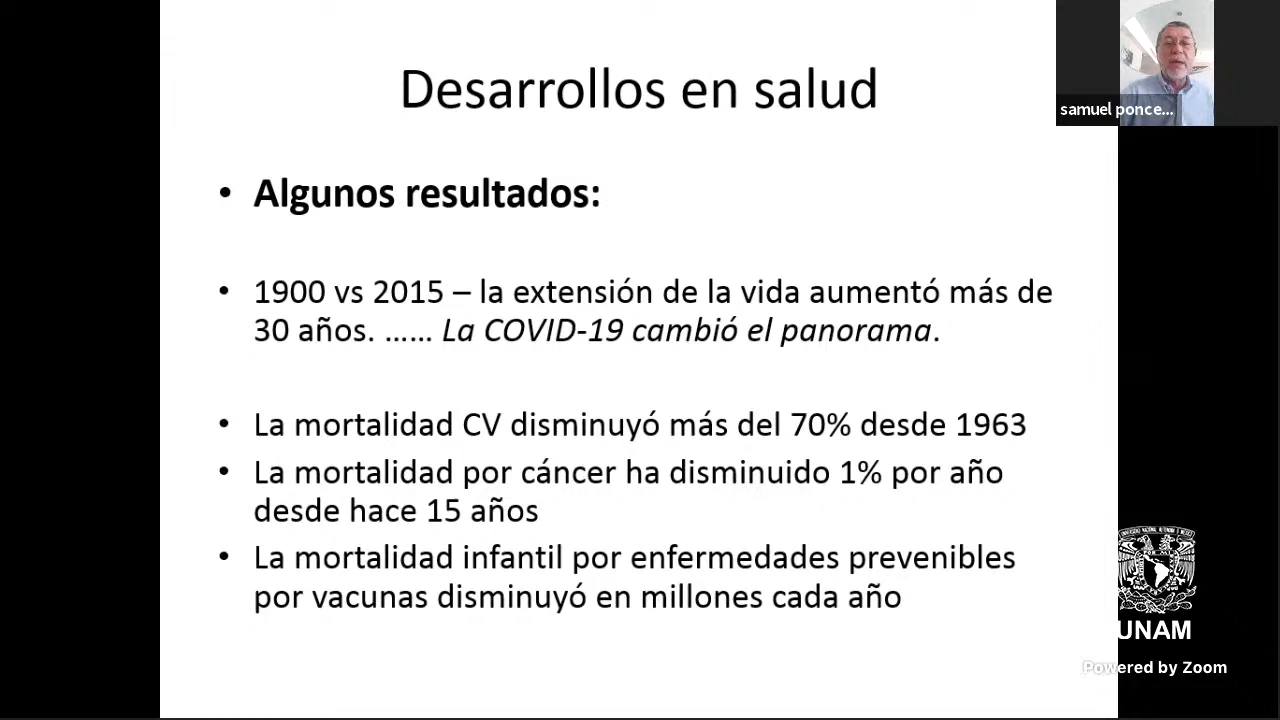 Desarrollos en salud
samuel ponce...
• Algunos resultados:
• 1900 vs 2015 – la extensión de la vida aumentó más de
30 años. …… La COVID-19 cambió el panorama.
• La mortalidad CV disminuyó más del 70% desde 1963
• La mortalidad por cáncer ha disminuido 1% por año
desde hace 15 años
• La mortalidad infantil por enfermedades prevenibles
por vacunas disminuyó en millones cada año
UNAM
Powered by Zoom